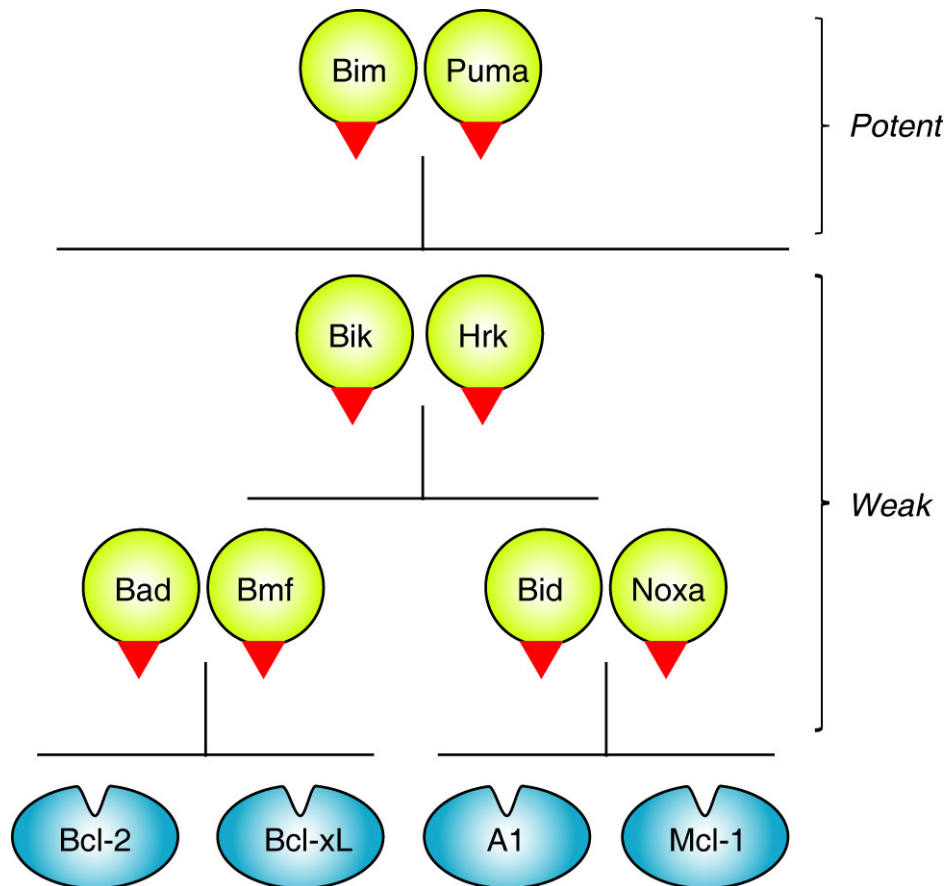 Bim Puma
Potent
Bik Hrk
Weak
Bad Bmf Bid Noxa
Bcl-2 Bcl-xL A1 Mcl-1